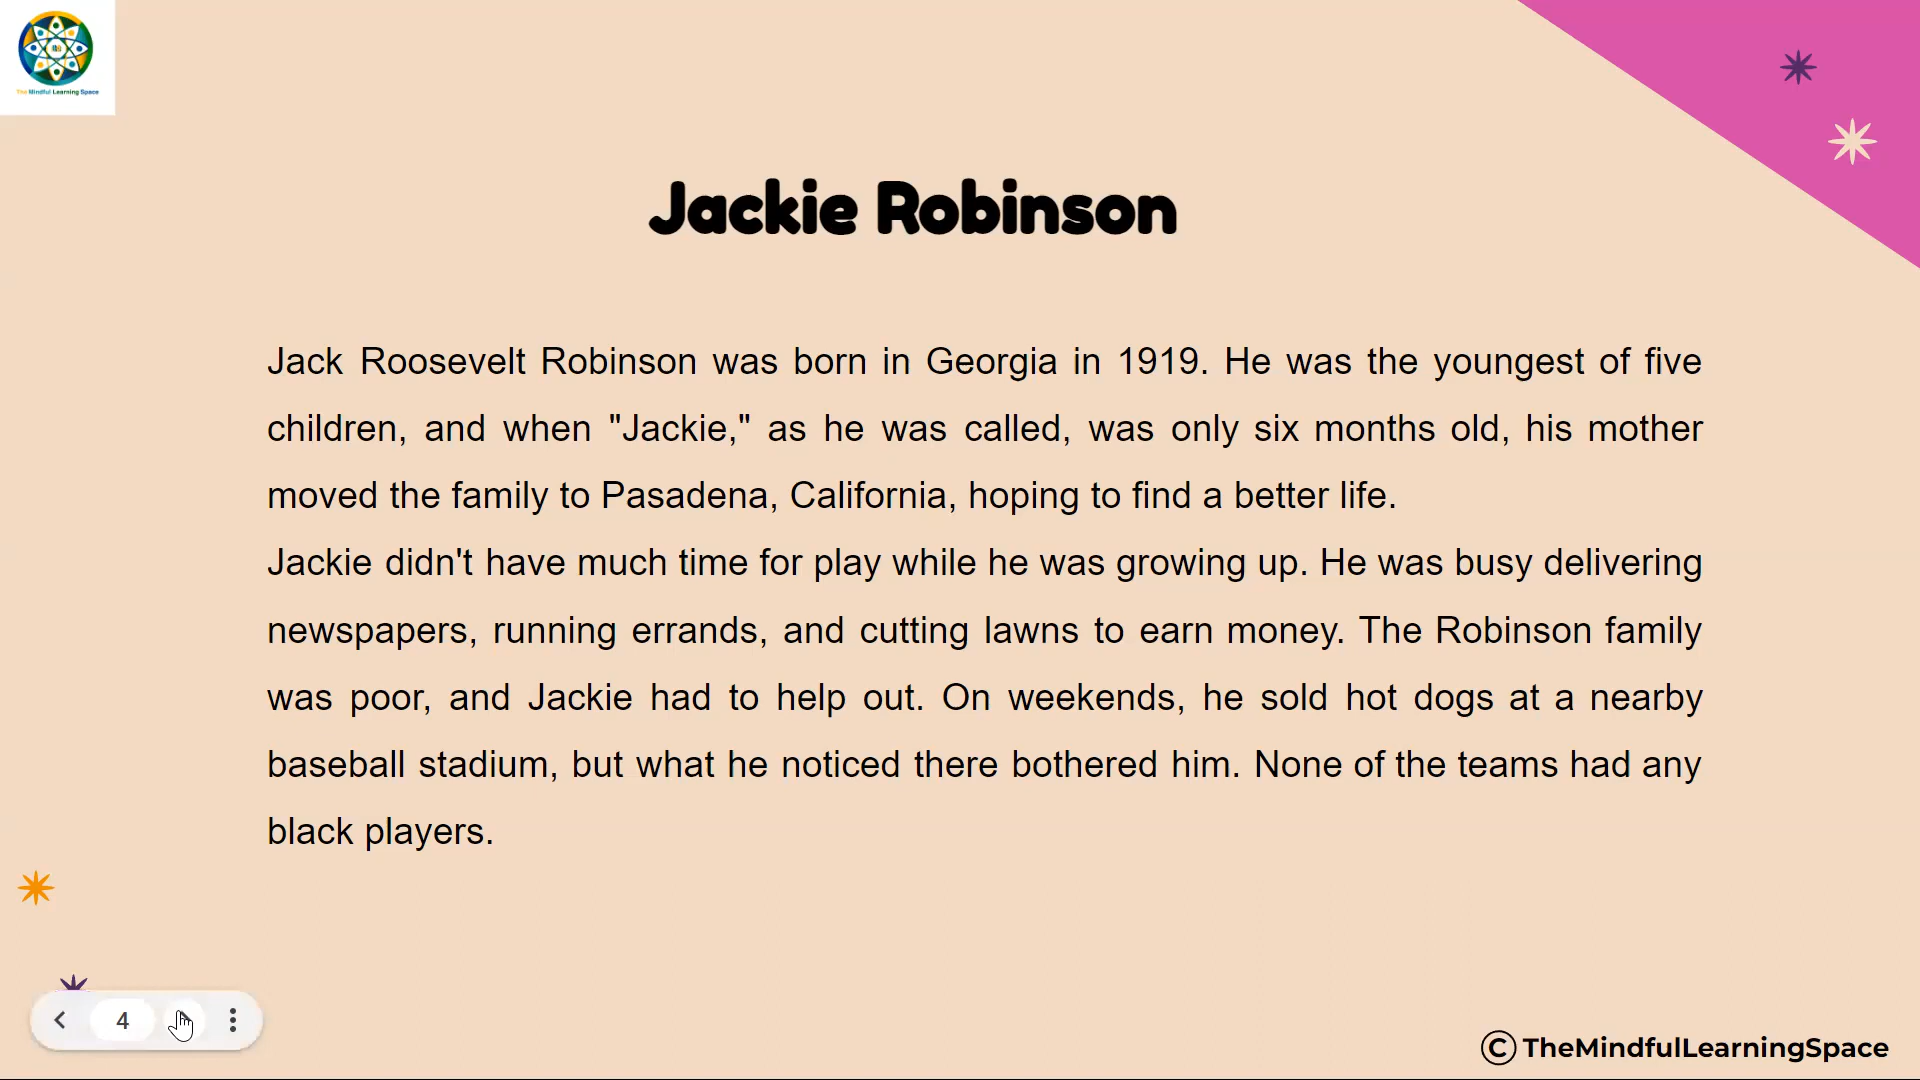 The Mindful Learning Space
Jackie Robinson
Jack Roosevelt Robinson was born in Georgia in 1919. He was the youngest of five
children, and when "Jackie," as he was called, was only six months old, his mother
moved the family to Pasadena, California, hoping to find a better life.
Jackie didn't have much time for play while he was growing up. He was busy delivering
newspapers, running errands, and cutting lawns to earn money. The Robinson family
was poor, and Jackie had to help out. On weekends, he sold hot dogs at a nearby
baseball stadium, but what he noticed there bothered him. None of the teams had any
black players.
4
© TheMindfulLearningSpace